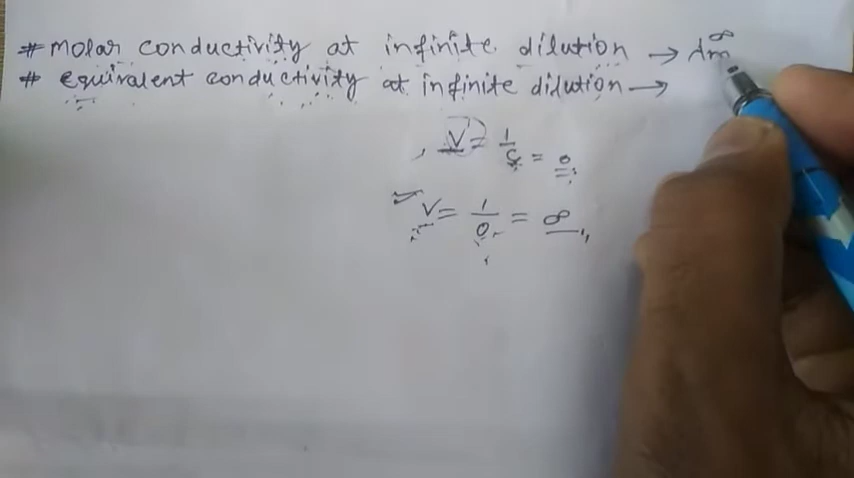 # molar conductivity at infinite dilution → Λm∞
# equivalent conductivity at infinite dilution →
, V = 1/C = 0
V = 1/0 = ∞